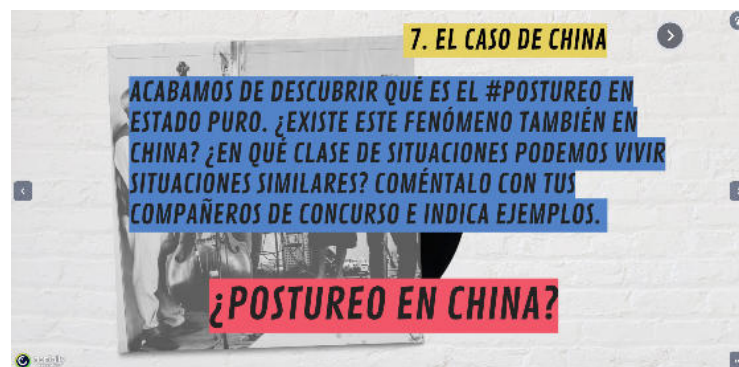 7. EL CASO DE CHINA
ACABAMOS DE DESCUBRIR QUÉ ES EL #POSTUREO EN
ESTADO PURO. ¿EXISTE ESTE FENÓMENO TAMBIÉN EN
CHINA? ¿EN QUÉ CLASE DE SITUACIONES PODEMOS VIVIR
SITUACIONES SIMILARES? COMÉNTALO CON TUS
COMPAÑEROS DE CONCURSO E INDICA EJEMPLOS.
¿POSTUREO EN CHINA?